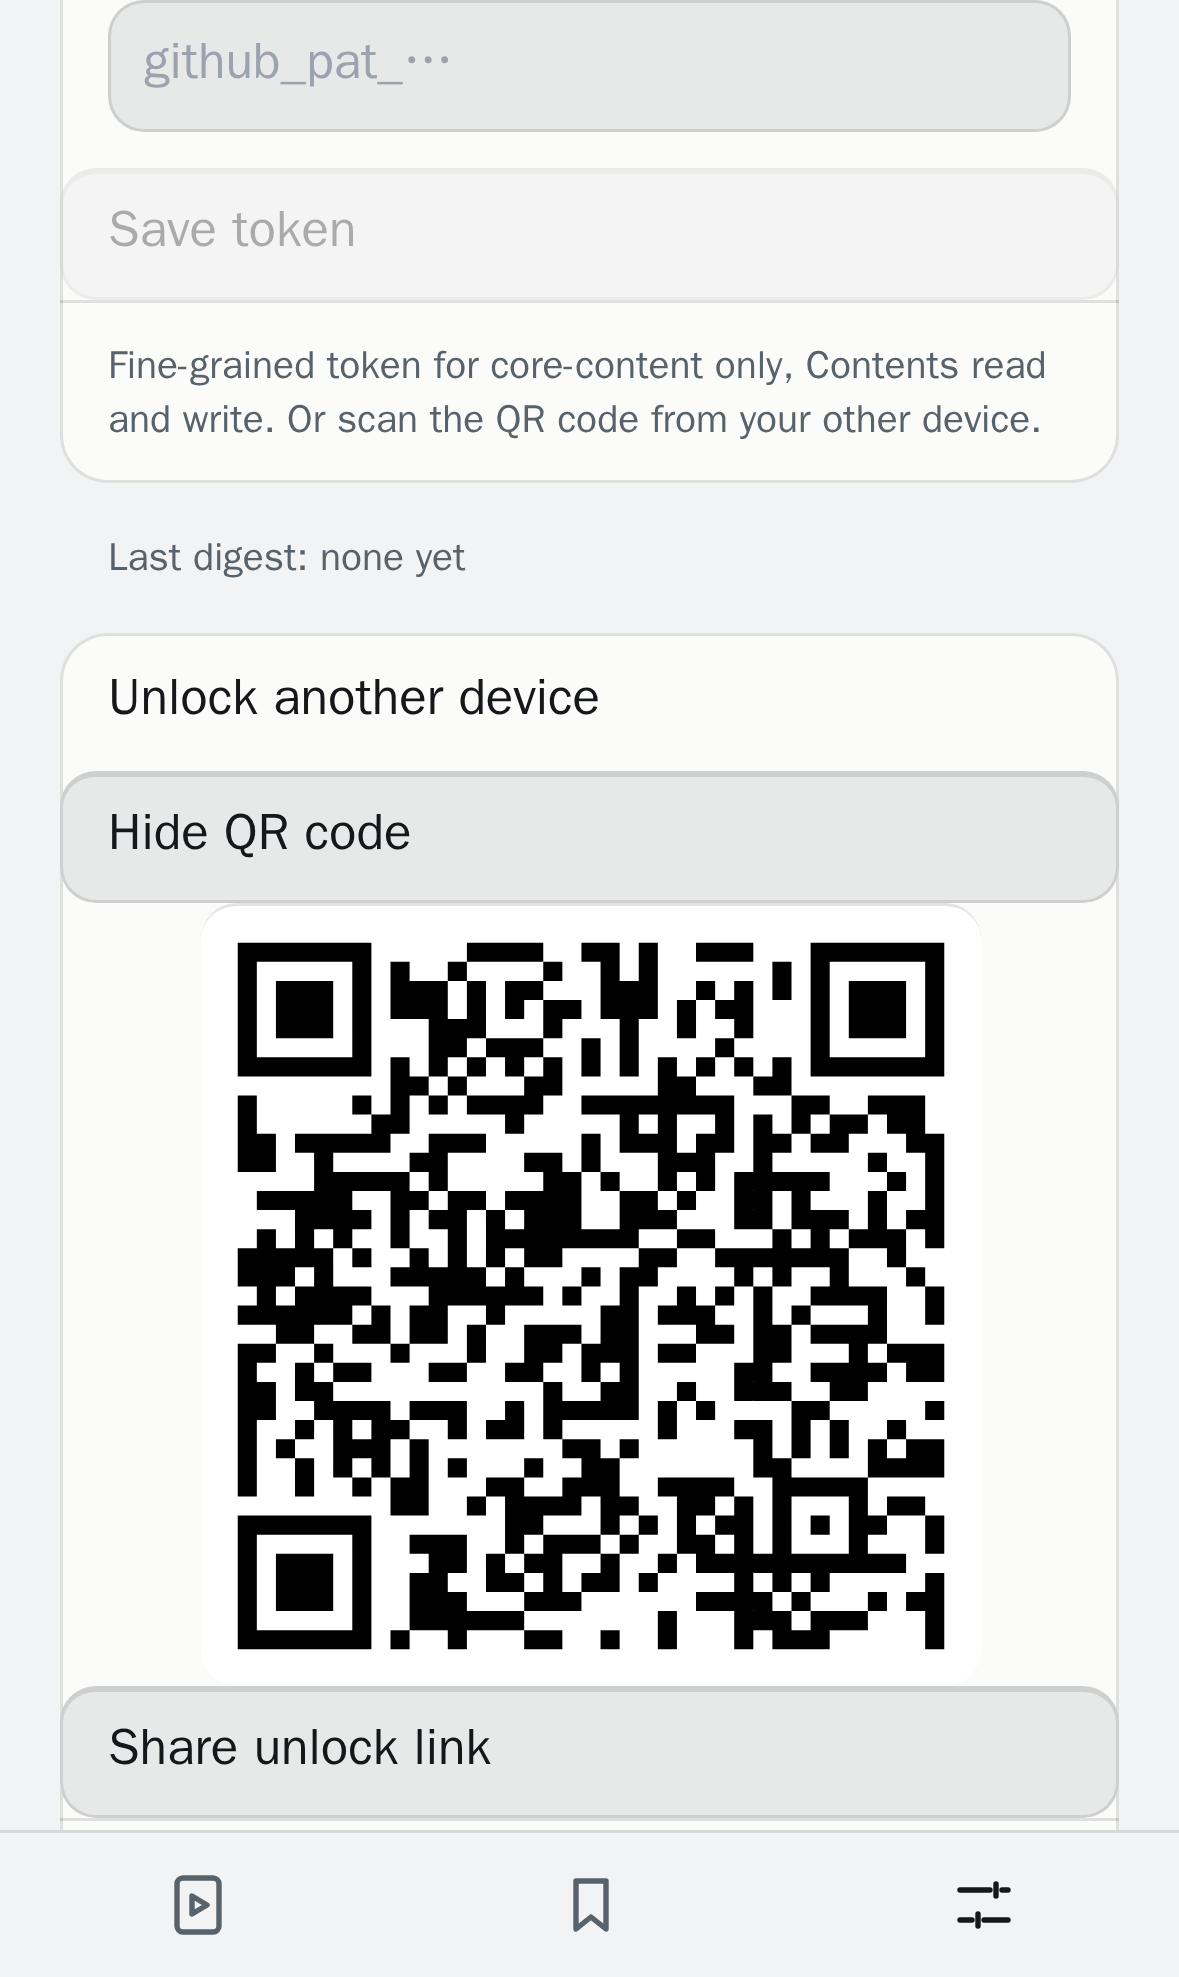 github_pat_···
Save token
Fine-grained token for core-content only, Contents read
and write. Or scan the QR code from your other device.
Last digest: none yet
Unlock another device
Hide QR code
Share unlock link